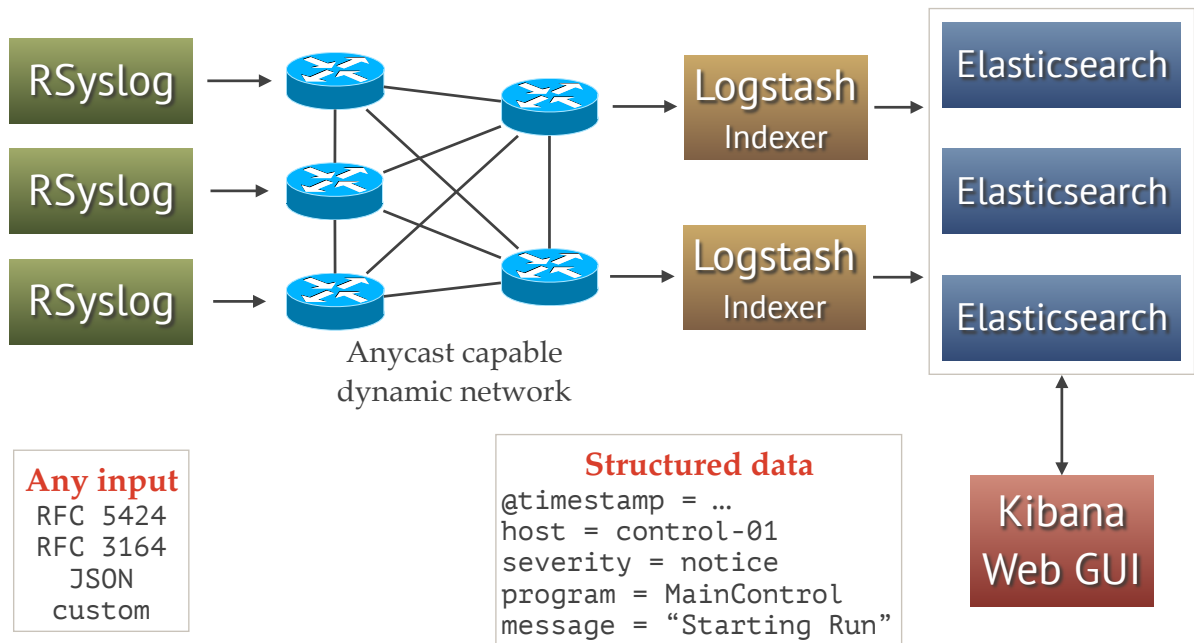 RSyslog
RSyslog
RSyslog
Anycast capable
dynamic network
Logstash
Indexer
Logstash
Indexer
Elasticsearch
Elasticsearch
Elasticsearch
Any input
RFC 5424
RFC 3164
JSON
custom
Structured data
@timestamp = …
host = control-01
severity = notice
program = MainControl
message = “Starting Run”
Kibana
Web GUI